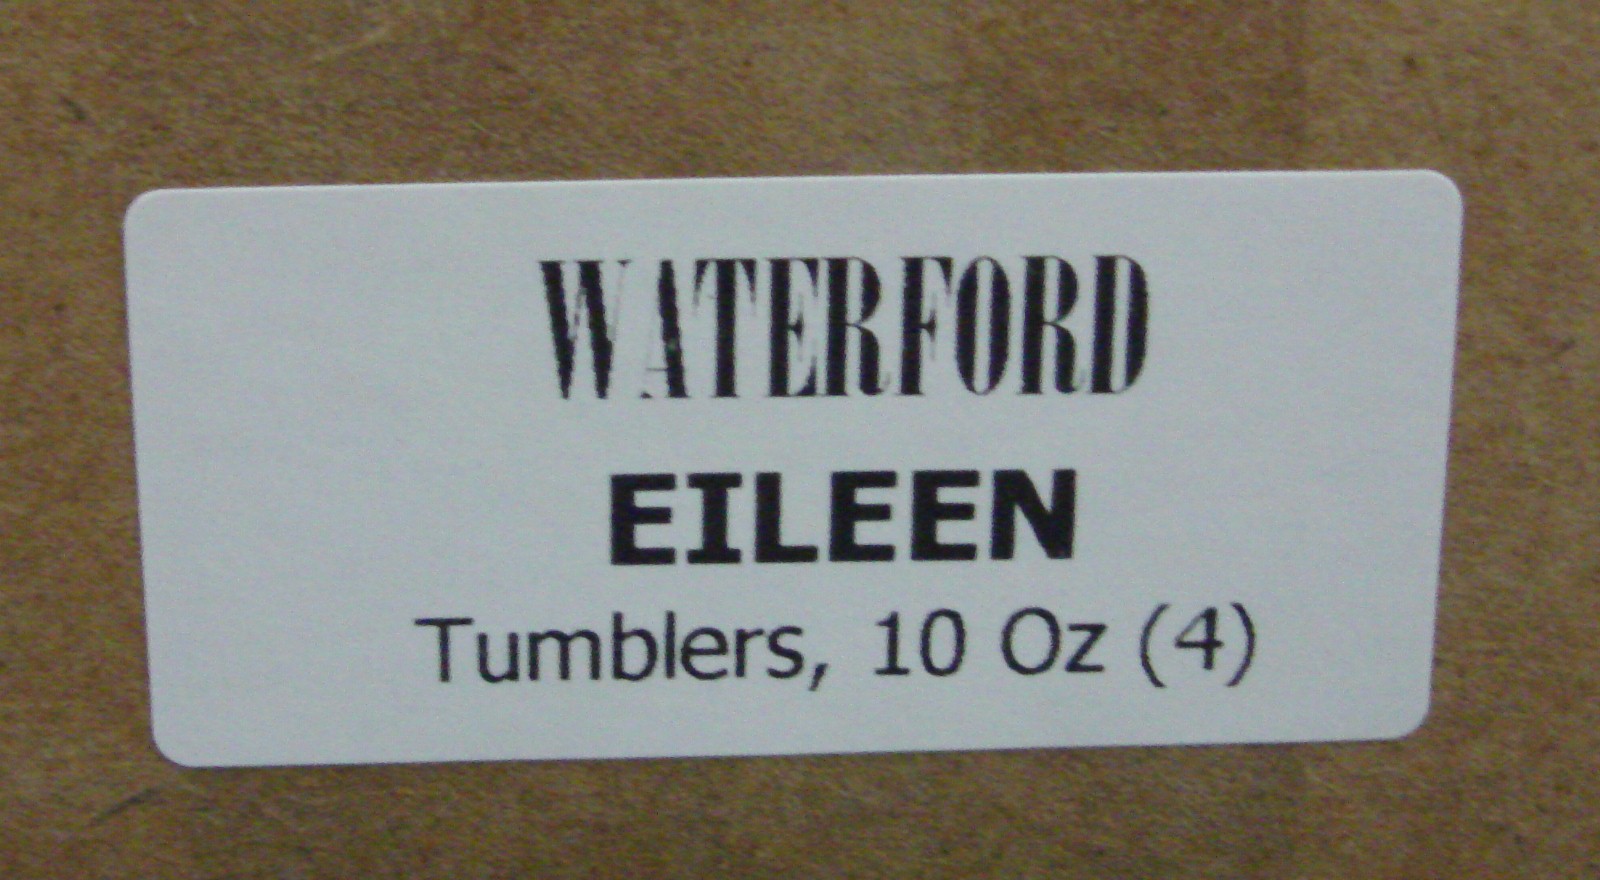 WATERFORD
EILEEN
Tumblers, 10 Oz (4)